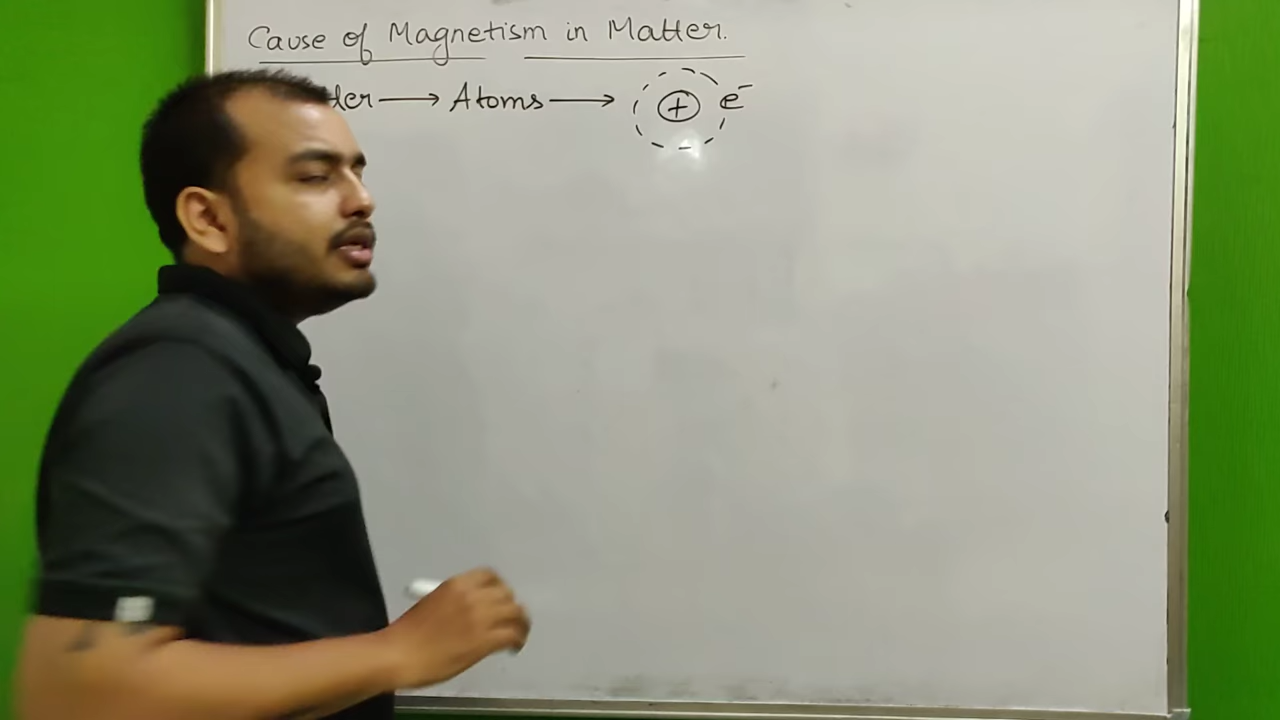 Cause of Magnetism in Matter.
→ Atoms → + e⁻